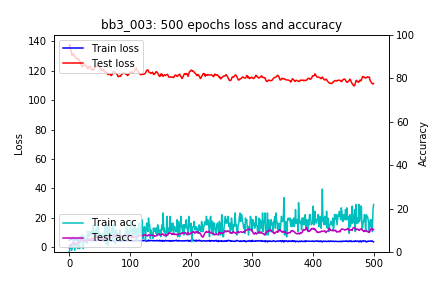 bb3_003: 500 epochs loss and accuracy
140
120
100
80
60
40
20
0
Loss
Train loss
Test loss
Train acc
Test acc
0
100
200
300
400
500
100
80
60
40
20
0
Accuracy